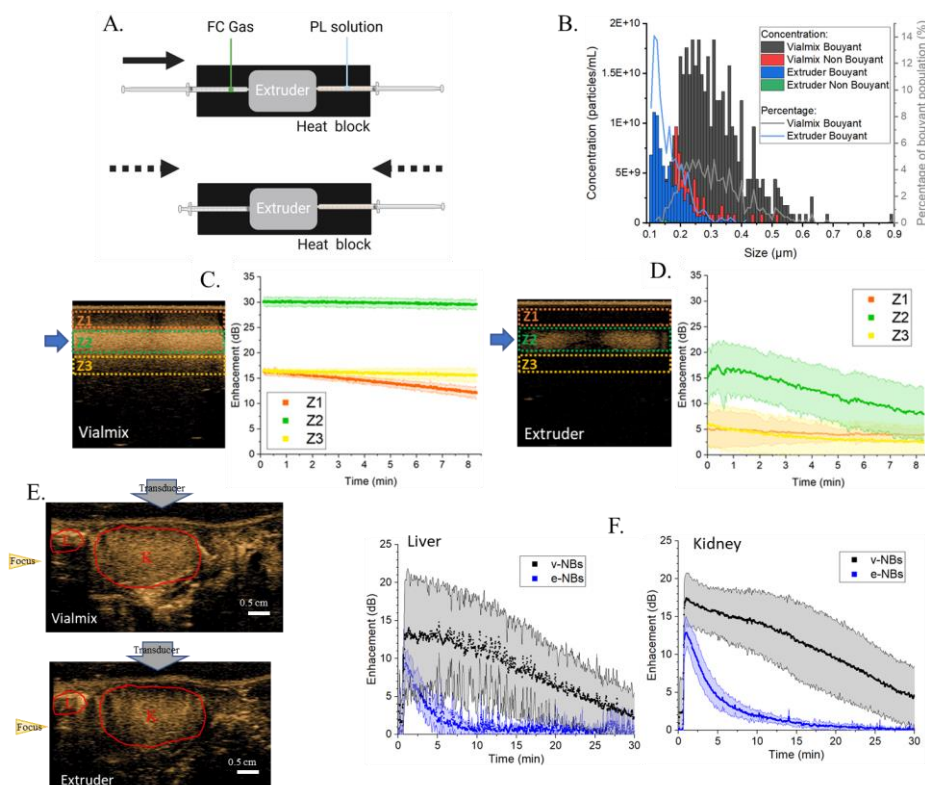 A.
FC Gas
PL solution
Extruder
Heat block
Extruder
Heat block
B.
2E+10
1.5E+10
1E+10
5E+9
0
Concentration (particles/mL)
14
12
10
8
6
4
2
0
Percentage of bouyant population (%)
Concentration:
Vialmix Bouyant
Vialmix Non Bouyant
Extruder Bouyant
Extruder Non Bouyant
Percentage:
Vialmix Bouyant
Extruder Bouyant
0.1 0.2 0.3 0.4 0.5 0.6 0.7 0.8 0.9
Size (µm)
C.
Z1
Z2
Z3
Vialmix
35
30
25
20
15
10
5
0
Enhacement (dB)
Z1
Z2
Z3
0 1 2 3 4 5 6 7 8
Time (min)
D.
Z1
Z2
Z3
Extruder
35
30
25
20
15
10
5
0
Enhacement (dB)
Z1
Z2
Z3
0 1 2 3 4 5 6 7 8
Time (min)
E.
Transducer
Focus
L
K
0.5 cm
Vialmix
Transducer
Focus
L
K
0.5 cm
Extruder
F.
Liver
v-NBs
e-NBs
25
20
15
10
5
0
Enhacement (dB)
0 5 10 15 20 25 30
Time (min)
Kidney
v-NBs
e-NBs
25
20
15
10
5
0
Enhacement (dB)
0 5 10 15 20 25 30
Time (min)